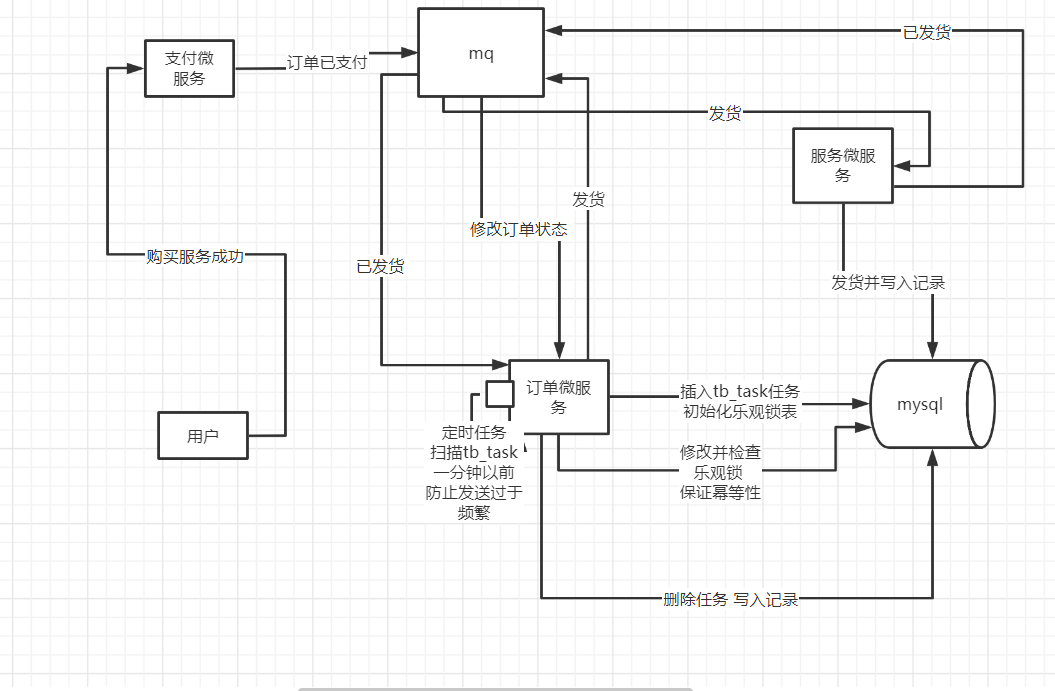 支付微
服务
订单已支付
mq
已发货
发货
服务微服
务
发货
修改订单状态
购买服务成功
已发货
发货并写入记录
订单微服
务
插入tb_task任务
初始化乐观锁表
mysql
用户
定时任务
扫描tb_task
一分钟以前
防止发送过于
频繁
修改并检查
乐观锁
保证幂等性
删除任务 写入记录